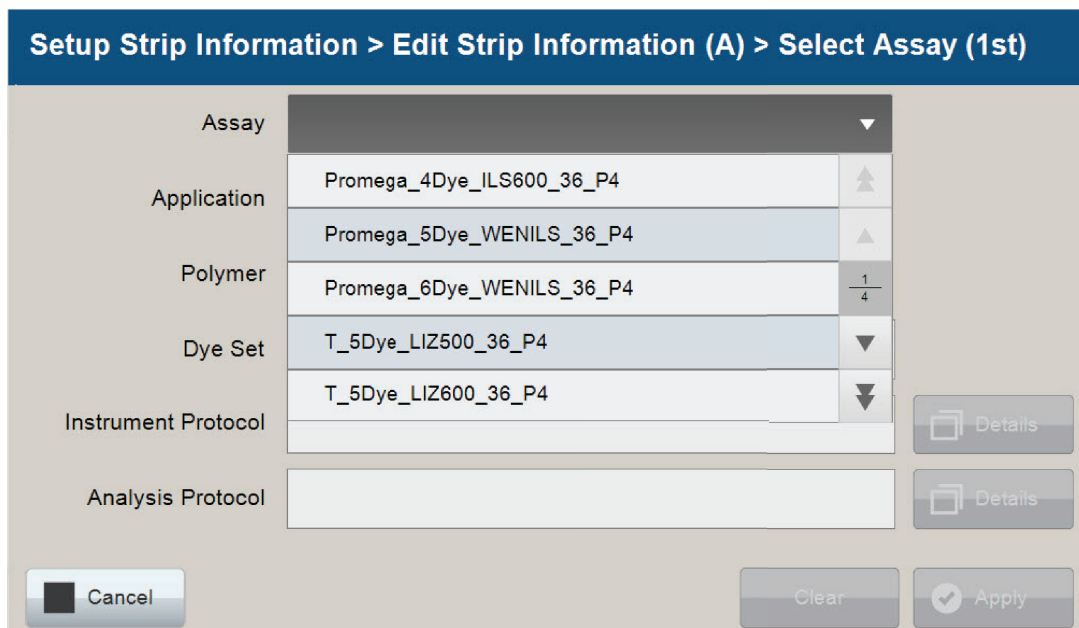 Setup Strip Information > Edit Strip Information (A) > Select Assay (1st)
Assay
Promega_4Dye_ILS600_36_P4
Application
Promega_5Dye_WENILS_36_P4
Polymer
Promega_6Dye_WENILS_36_P4
1
4
Dye Set
T_5Dye_LIZ500_36_P4
T_5Dye_LIZ600_36_P4
Instrument Protocol
Details
Analysis Protocol
Details
Cancel
Clear
Apply